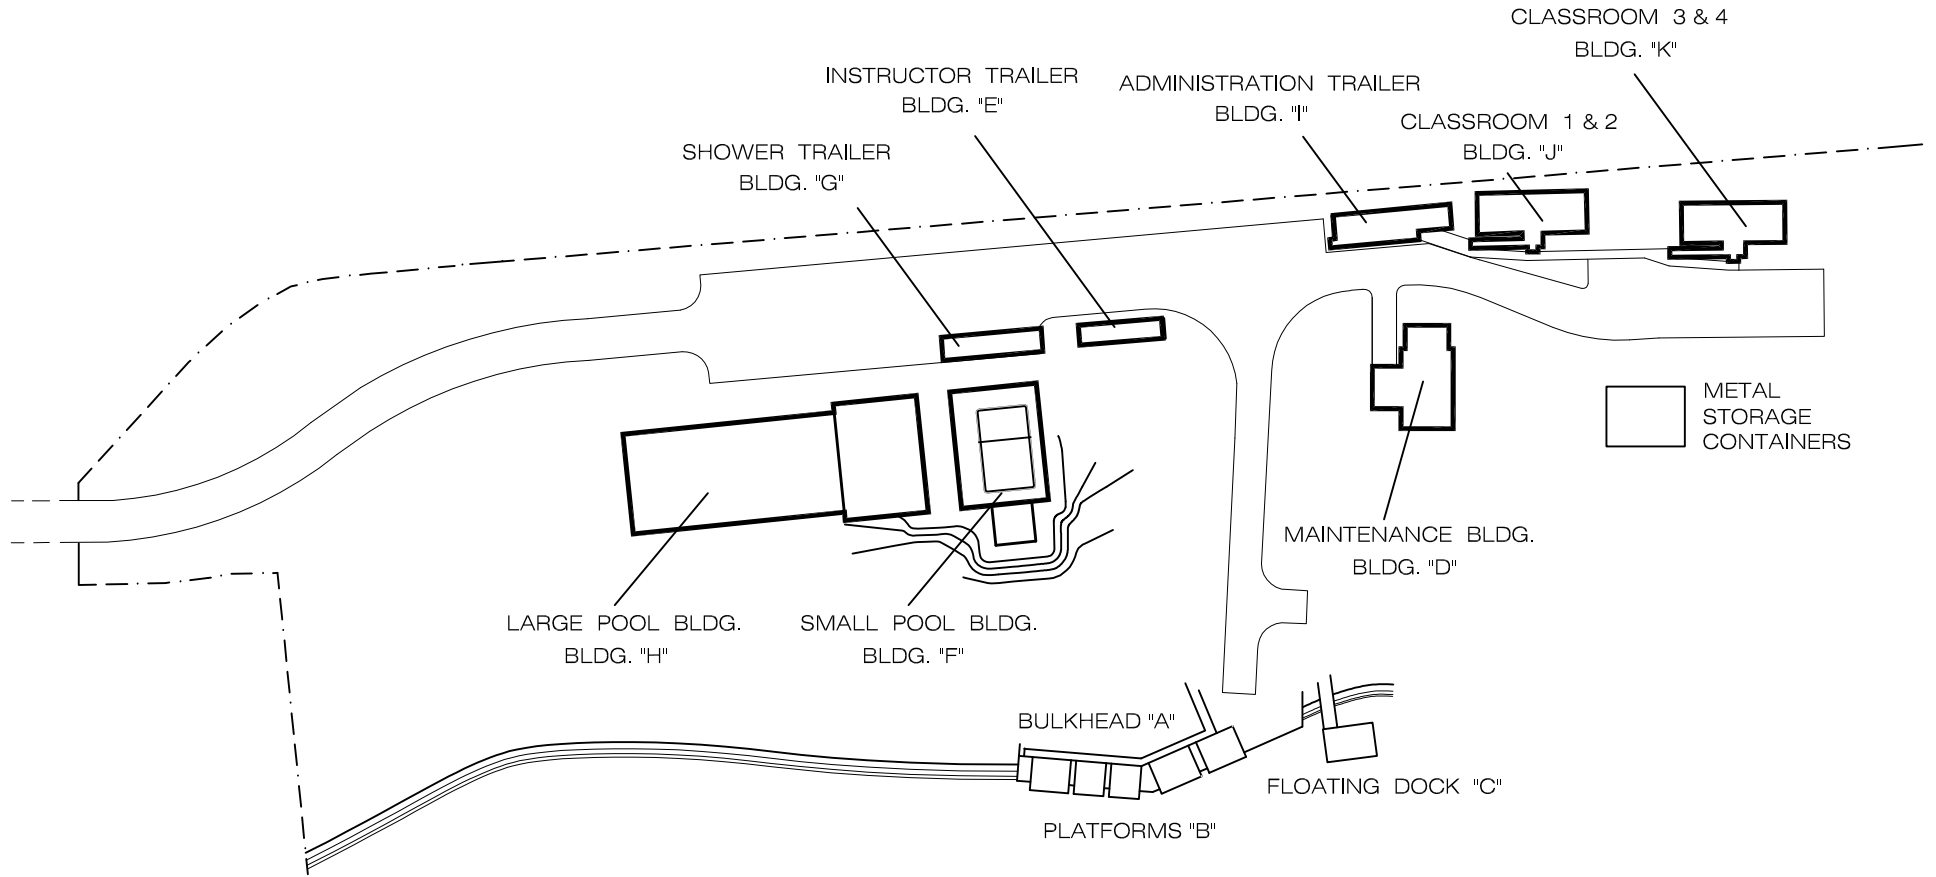 CLASSROOM 3 & 4
BLDG. "K"
INSTRUCTOR TRAILER
BLDG. "E"
ADMINISTRATION TRAILER
BLDG. "I"
CLASSROOM 1 & 2
BLDG. "J"
SHOWER TRAILER
BLDG. "G"
METAL
STORAGE
CONTAINERS
MAINTENANCE BLDG.
BLDG. "D"
LARGE POOL BLDG.
BLDG. "H"
SMALL POOL BLDG.
BLDG. "F"
BULKHEAD "A"
FLOATING DOCK "C"
PLATFORMS "B"